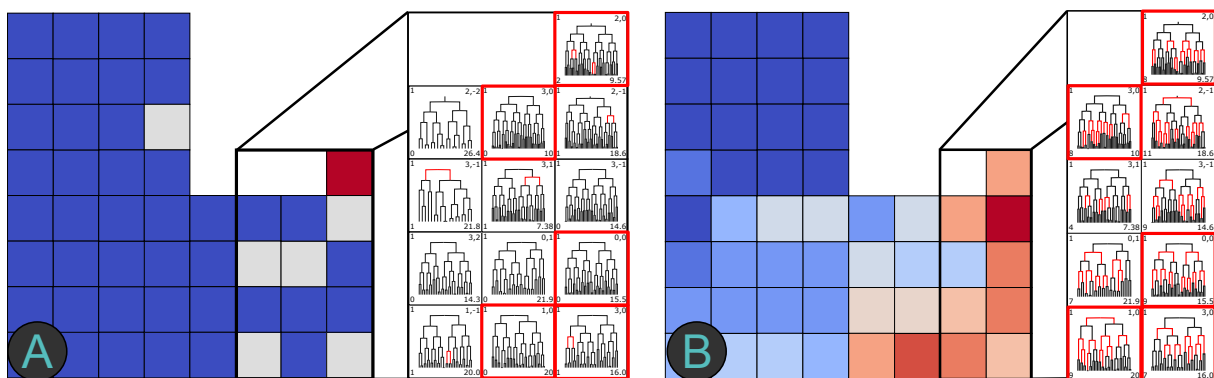 1 2,0
2 9.57
1 2,-2 1 3,0 1 2,-1
0 26.4 0 10 1 18.6
1 3,-1 1 3,1 1 3,-1
1 21.8 1 7.38 0 14.6
1 3,2 1 0,1 1 0,0
0 14.3 0 21.9 0 15.5
1 1,-1 1 1,0 1 3,0
1 20.0 0 20 1 16.0
A
1 2,0
8 9.57
1 3,0 1 2,-1
8 10 11 18.6
1 3,1 1 3,-1
4 7.38 9 14.6
1 0,1 1 0,0
7 21.9 9 15.5
1 1,0 1 3,0
9 20 7 16.0
B